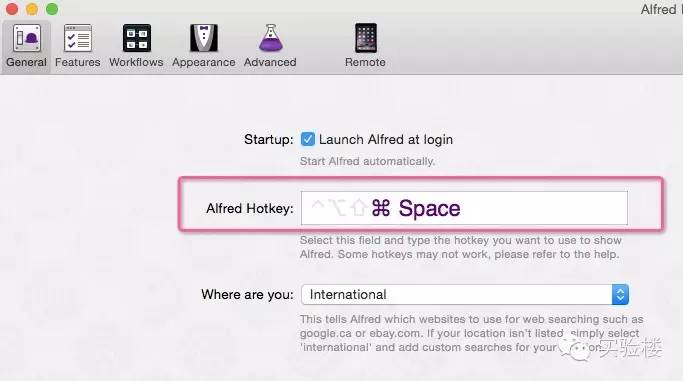 Alfred
General Features Workflows Appearance Advanced Remote
Startup: Launch Alfred at login
Start Alfred automatically.
Alfred Hotkey: ^⌥⇧⌘ Space
Select this field and type the hotkey you want to use to show
Alfred. Some hotkeys may not work, please refer to the help.
Where are you: International
This tells Alfred which websites to use for web searching such as
google.ca or ebay.com. If your location isn't listed, simply select
'international' and add custom searches for your
实验楼